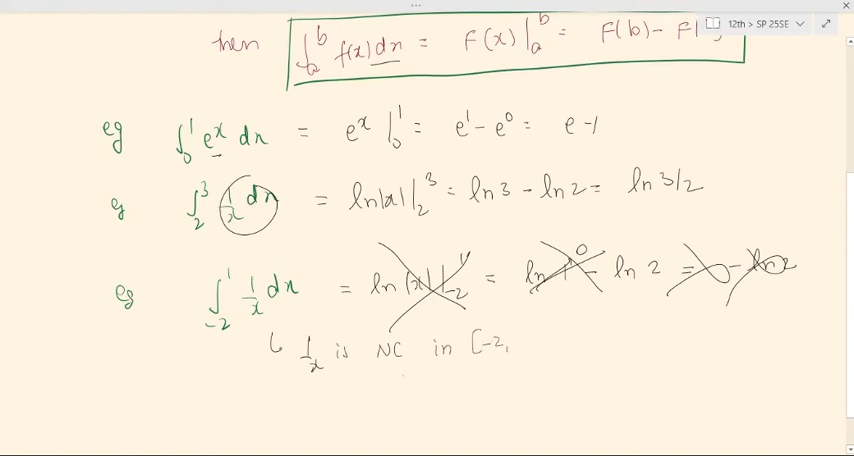 ...
12th > SP 25SE
then ∫_a^b f(x) dx = F(x)|_a^b = F(b) - F(
eg ∫_0^1 e^x dx = e^x |_0^1 = e^1 - e^0 = e-1
eg ∫_2^3 1/x dx = ln|x| |_2^3 = ln 3 - ln 2 = ln 3/2
eg ∫_-2^1 1/x dx = ln|x| |_-2^1 = ln 1 0 - ln 2 = 0 - ln 2
↳ 1/x is NC in [-2,